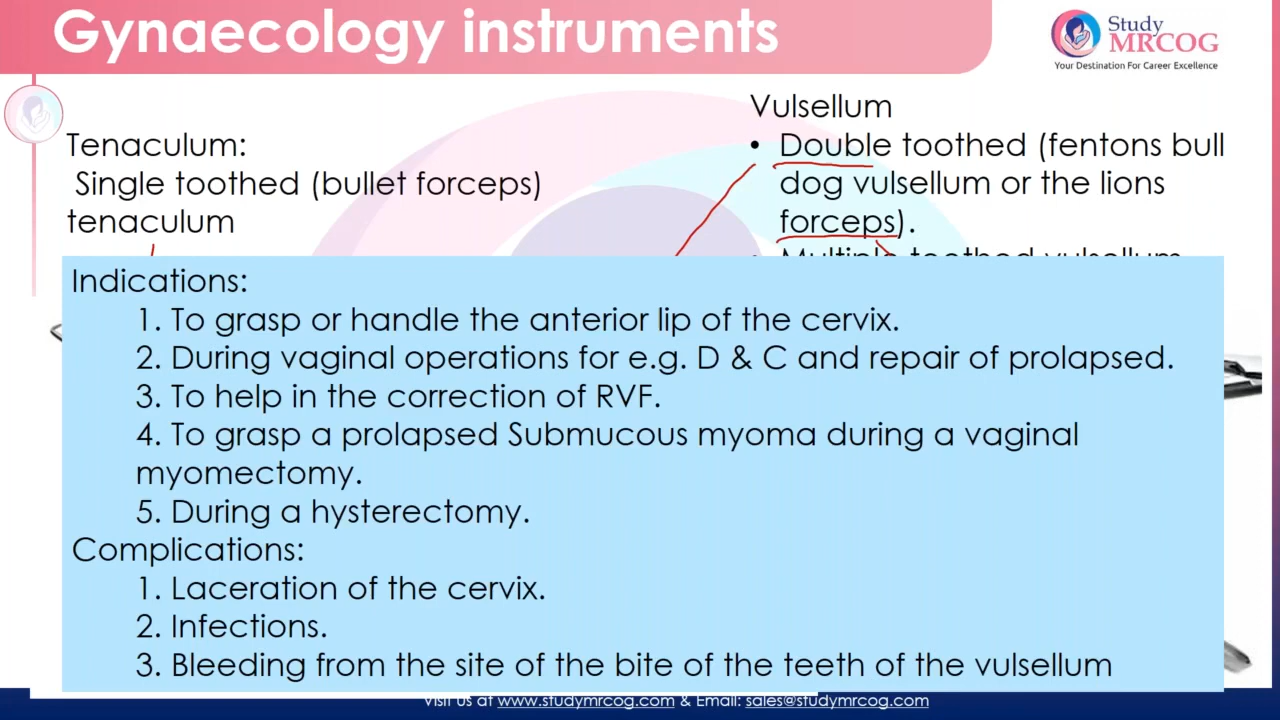 Gynaecology instruments
Study
MRCOG
Your Destination For Career Excellence
Tenaculum:
Single toothed (bullet forceps)
tenaculum
Vulsellum
• Double toothed (fentons bull
dog vulsellum or the lions
forceps).
Multiple toothed vulsellum
Indications:
1. To grasp or handle the anterior lip of the cervix.
2. During vaginal operations for e.g. D & C and repair of prolapsed.
3. To help in the correction of RVF.
4. To grasp a prolapsed Submucous myoma during a vaginal
myomectomy.
5. During a hysterectomy.
Complications:
1. Laceration of the cervix.
2. Infections.
3. Bleeding from the site of the bite of the teeth of the vulsellum
Visit us at www.studymrcog.com & Email: sales@studymrcog.com